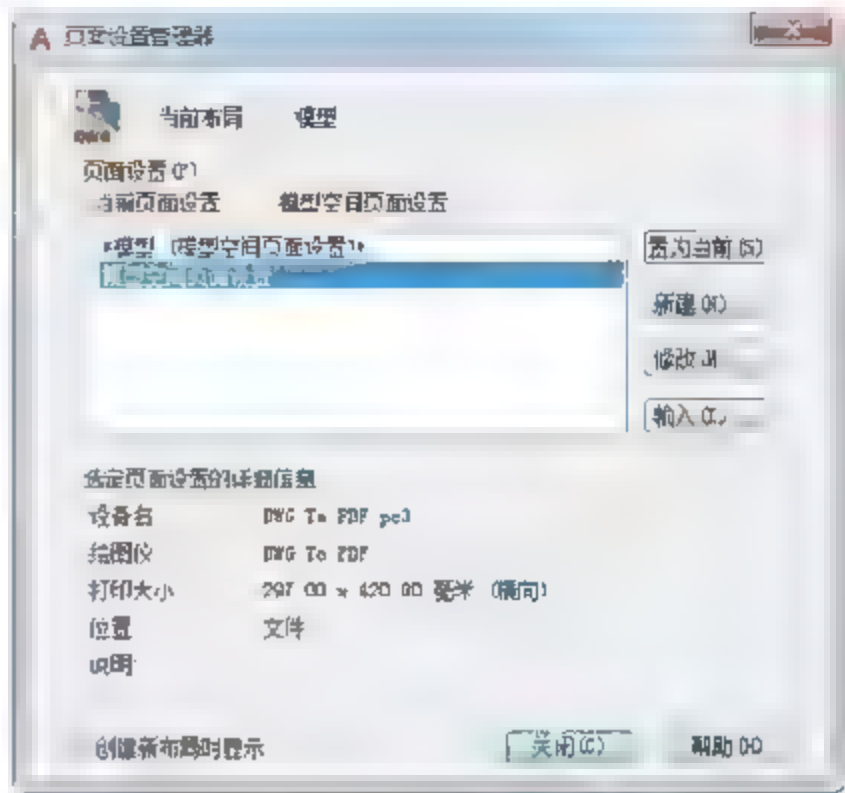 页面设置管理器
当前布局 模型
页面设置(P)
当前页面设置 模型空间页面设置
*模型 (模型空间页面设置)*
置为当前(S)
新建(N)
修改
输入(I)
选定页面设置的详细信息
设备名 DWG To PDF pc3
绘图仪 DWG To PDF
打印大小 297.00 x 420.00 毫米 (横向)
位置 文件
说明
创建新布局时显示 关闭(C) 帮助(H)